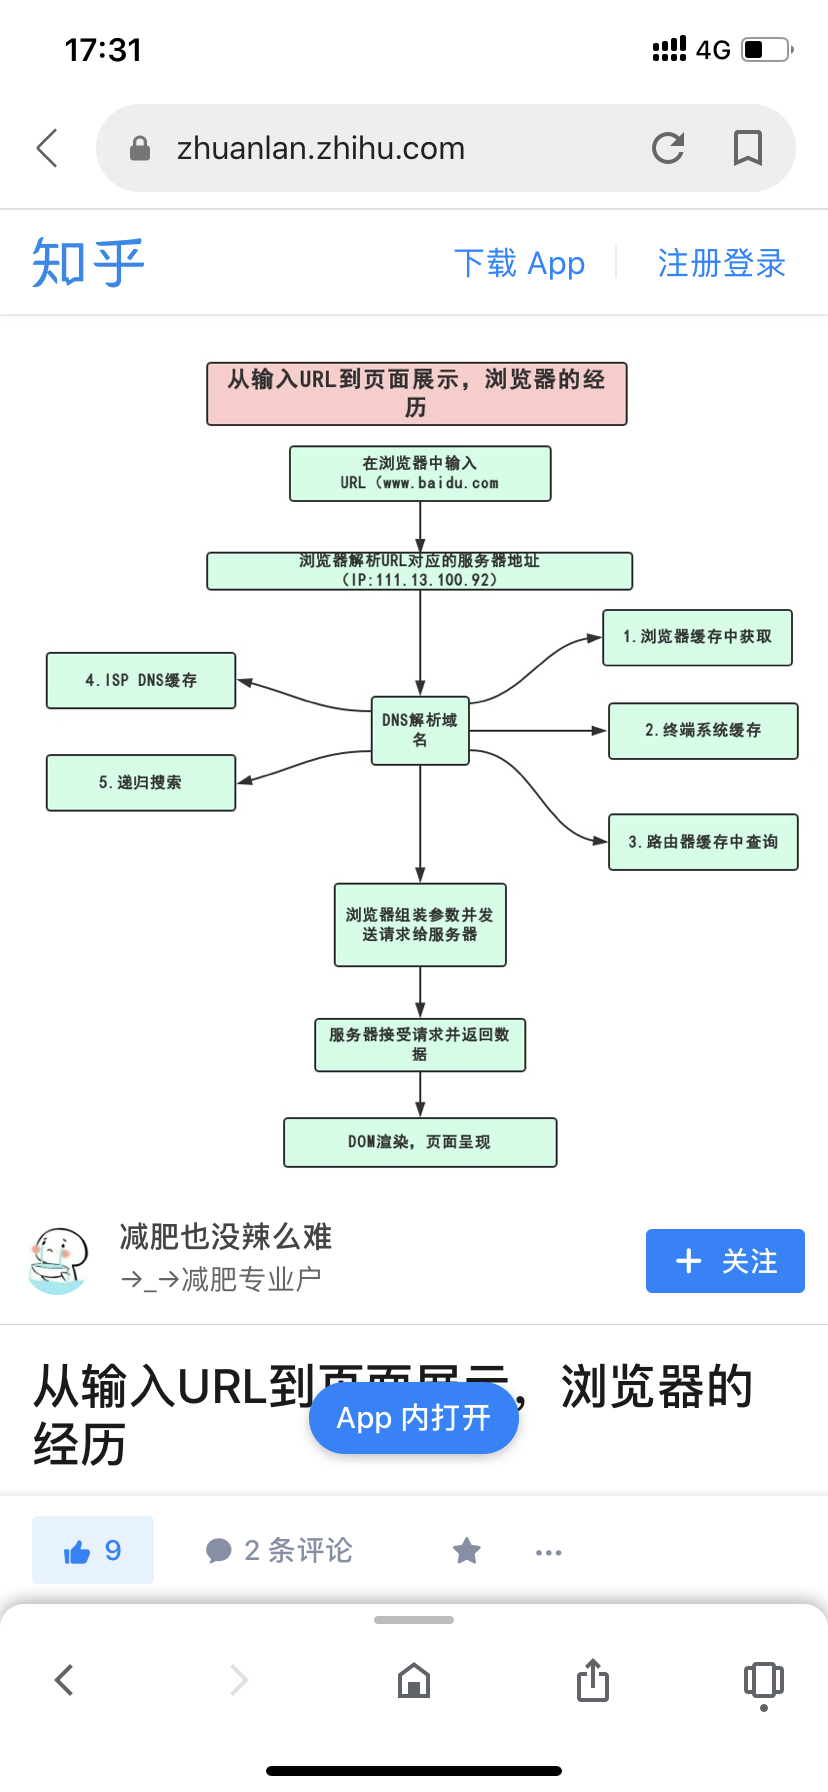 17:31
4G
zhuanlan.zhihu.com
知乎
下载 App
注册登录
从输入URL到页面展示，浏览器的经
历
在浏览器中输入
URL（www.baidu.com
浏览器解析URL对应的服务器地址
（IP:111.13.100.92）
1.浏览器缓存中获取
4.ISP DNS缓存
DNS解析域
名
2.终端系统缓存
5.递归搜索
3.路由器缓存中查询
浏览器组装参数并发
送请求给服务器
服务器接受请求并返回数
据
DOM渲染，页面呈现
减肥也没辣么难
→_→减肥专业户
+ 关注
从输入URL到页面展示，浏览器的
经历
App 内打开
9
2 条评论